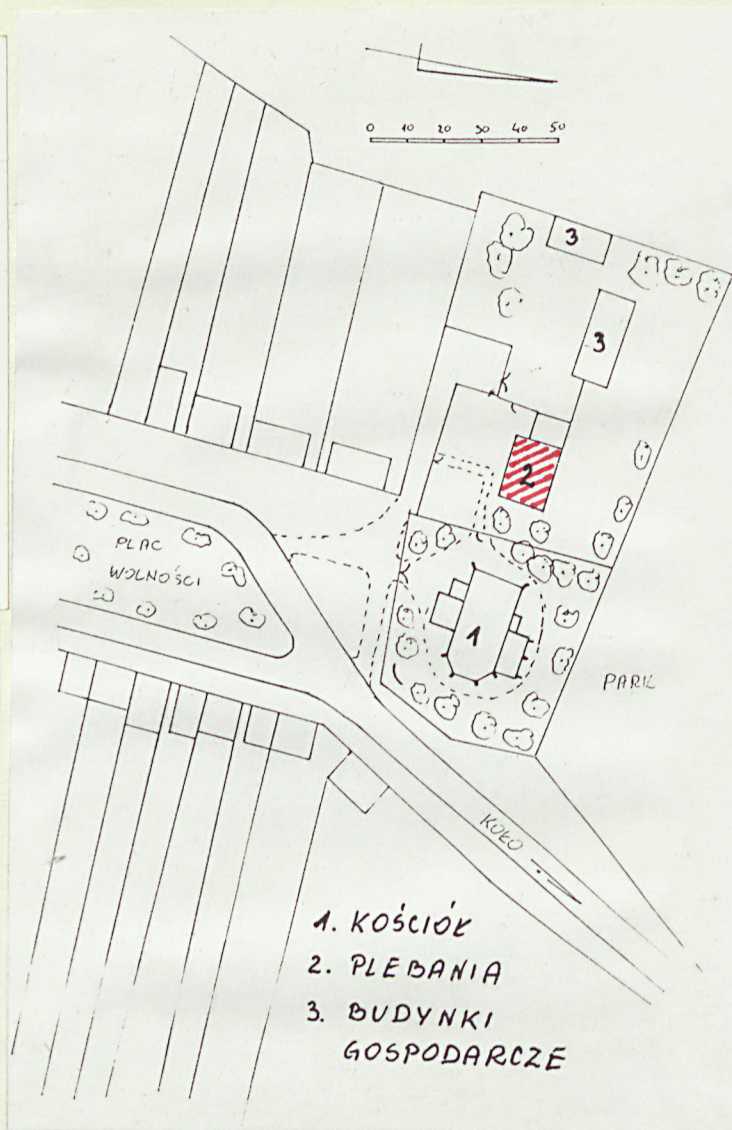 0 10 20 30 40 50
3
3
K
2
PLAC
WOLNOŚCI
1
PARK
KOŁO
1. KOŚCIÓŁ
2. PLEBANIA
3. BUDYNKI
GOSPODARCZE